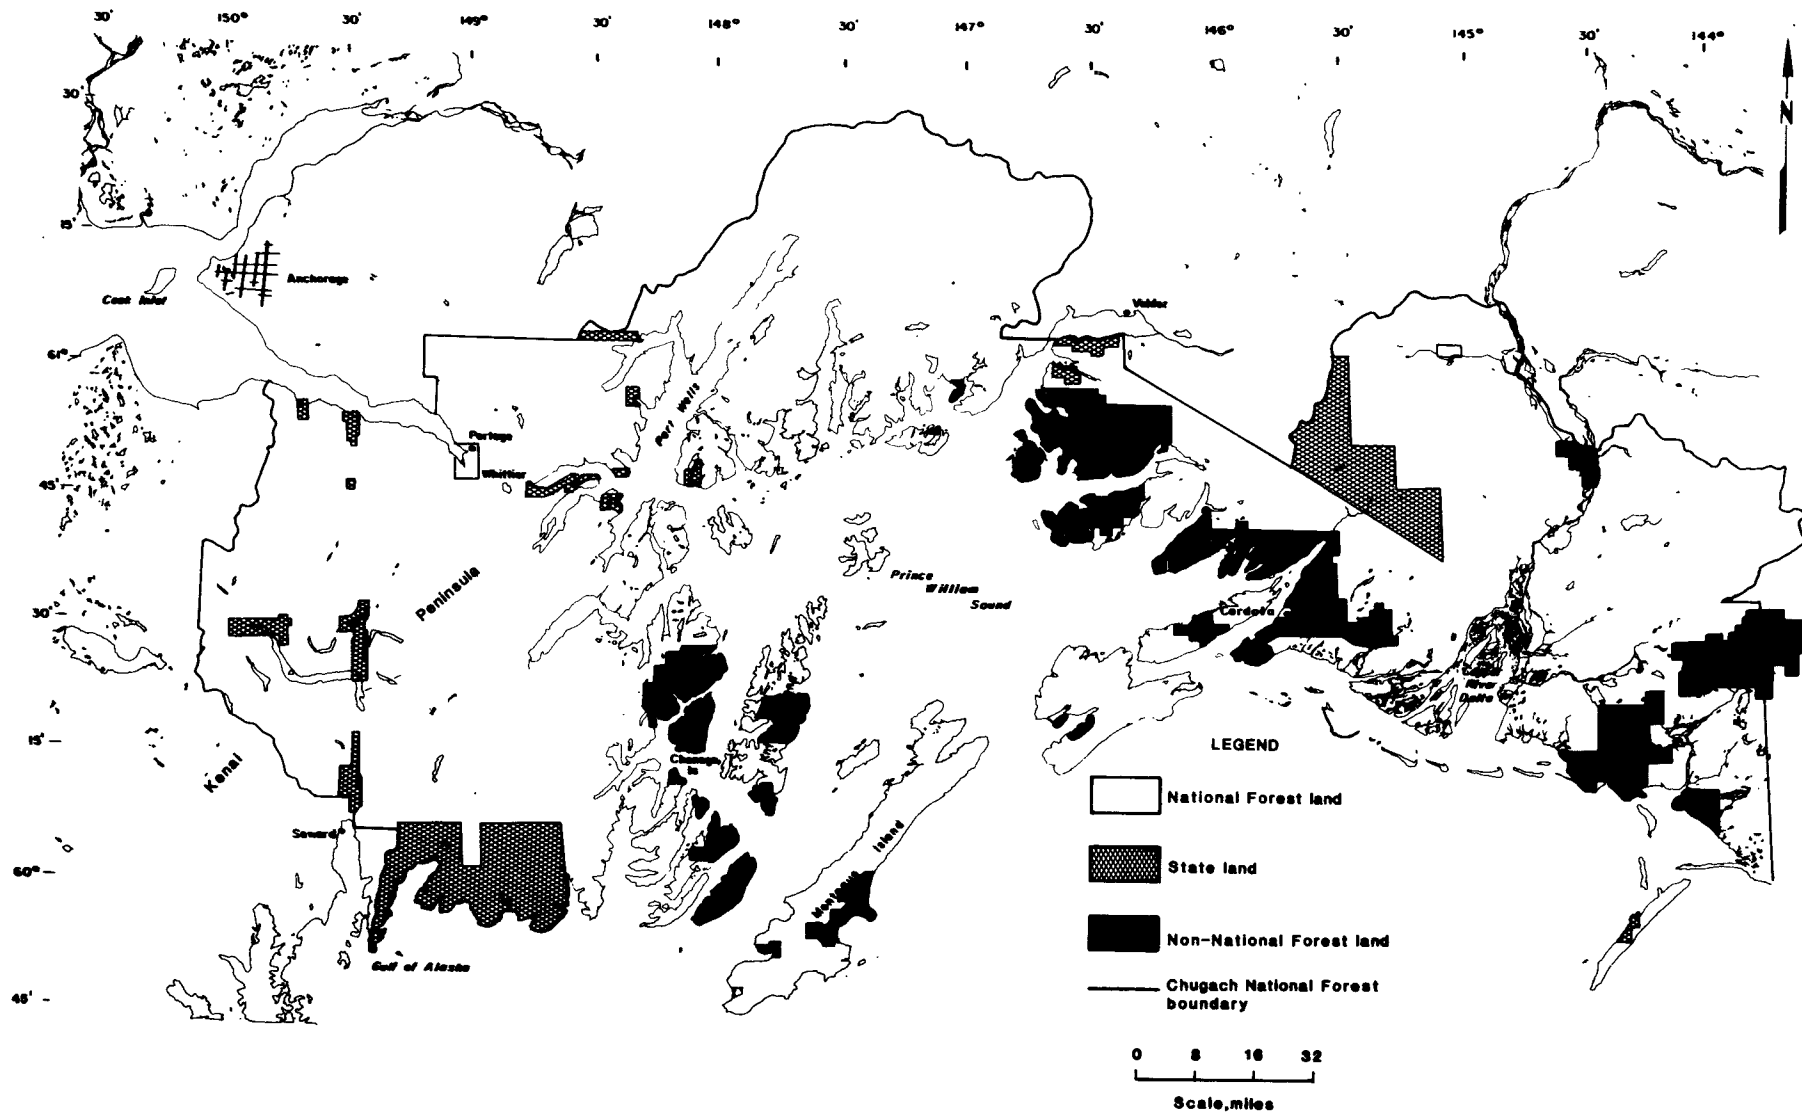 30' 150° 30' 149° 30' 148° 30' 147° 30' 146° 30' 145° 30' 144°
30'
N
15'
Anchorage
Cook Inlet
Valdez
61°
Port Wells
Portage
Whittier
45'
Prince
William
Sound
Peninsula
30'
Cordova
River
Delta
15'
Kenai
Chenega
Is
LEGEND
National Forest land
Seward
Island
State land
60°
Non-National Forest land
Gulf of Alaska
Chugach National Forest
boundary
45'
0 8 16 32
Scale,miles